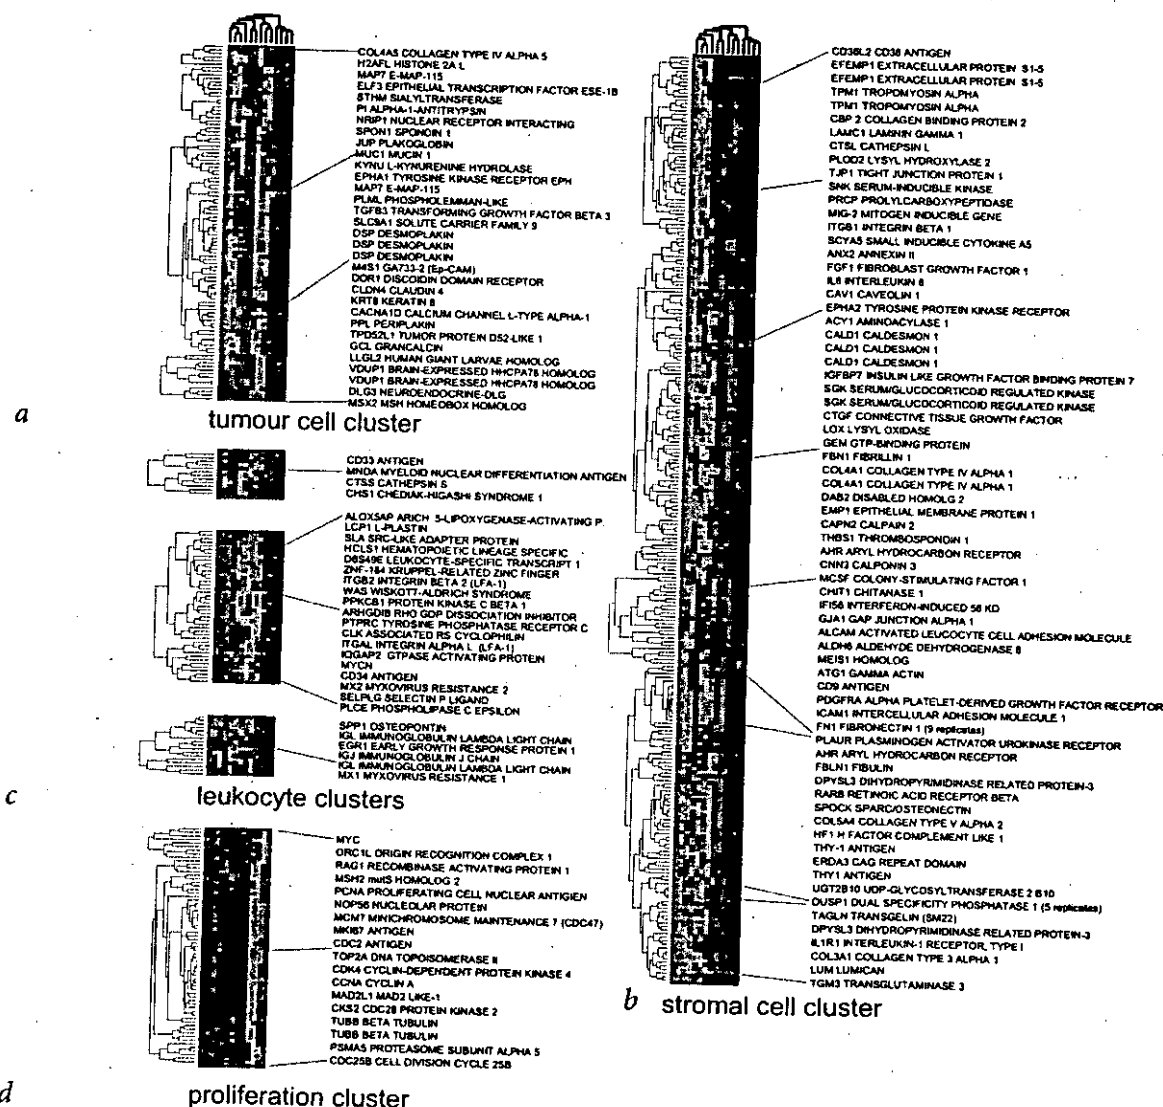 COL4A5 COLLAGEN TYPE IV ALPHA 5
H2AFL HISTONE 2A L
MAP7 E-MAP-115
ELF3 EPITHELIAL TRANSCRIPTION FACTOR ESE-1B
STHM SIALYLTRANSFERASE
PI ALPHA-1-ANTITRYPSIN
NRIP1 NUCLEAR RECEPTOR INTERACTING
SPON1 SPONDIN 1
JUP PLAKOGLOBIN
MUC1 MUCIN 1
KYNU L-KYNURENINE HYDROLASE
EPHA1 TYROSINE KINASE RECEPTOR EPH
MAP7 E-MAP-115
PLML PHOSPHOLEMMAN-LIKE
TGFB3 TRANSFORMING GROWTH FACTOR BETA 3
SLC9A1 SOLUTE CARRIER FAMILY 9
DSP DESMOPLAKIN
DSP DESMOPLAKIN
DSP DESMOPLAKIN
M4S1 GA733-2 (Ep-CAM)
DDR1 DISCOIDIN DOMAIN RECEPTOR
CLDN4 CLAUDIN 4
KRT8 KERATIN 8
CACNA1D CALCIUM CHANNEL L-TYPE ALPHA-1
PPL PERIPLAKIN
TPD52L1 TUMOR PROTEIN D52-LIKE 1
GCL GRANCALCIN
LLGL2 HUMAN GIANT LARVAE HOMOLOG
VDUP1 BRAIN-EXPRESSED HHCPA78 HOMOLOG
VDUP1 BRAIN-EXPRESSED HHCPA78 HOMOLOG
DLG3 NEUROENDOCRINE-DLG
MSX2 MSH HOMEOBOX HOMOLOG
a
tumour cell cluster
CD33 ANTIGEN
MNDA MYELOID NUCLEAR DIFFERENTIATION ANTIGEN
CTSS CATHEPSIN S
CHS1 CHEDIAK-HIGASHI SYNDROME 1
ALOX5AP ARICH 5-LIPOXYGENASE-ACTIVATING P.
LCP1 L-PLASTIN
SLA SRC-LIKE ADAPTER PROTEIN
HCLS1 HEMATOPOIETIC LINEAGE SPECIFIC
D8S49E LEUKOCYTE-SPECIFIC TRANSCRIPT 1
ZNF-184 KRUPPEL-RELATED ZINC FINGER
ITGB2 INTEGRIN BETA 2 (LFA-1)
WAS WISKOTT-ALDRICH SYNDROME
PPKCB1 PROTEIN KINASE C BETA 1
ARHGDIB RHO GDP DISSOCIATION INHIBITOR
PTPRC TYROSINE PHOSPHATASE RECEPTOR C
CLK ASSOCIATED RS CYCLOPHILIN
ITGAL INTEGRIN ALPHA L (LFA-1)
IQGAP2 GTPASE ACTIVATING PROTEIN
MYCN
CD34 ANTIGEN
MX2 MYXOVIRUS RESISTANCE 2
SELPLG SELECTIN P LIGAND
PLCE PHOSPHOLIPASE C EPSILON
SPP1 OSTEOPONTIN
IGL IMMUNOGLOBULIN LAMBDA LIGHT CHAIN
EGR1 EARLY GROWTH RESPONSE PROTEIN 1
IGJ IMMUNOGLOBULIN J CHAIN
IGL IMMUNOGLOBULIN LAMBDA LIGHT CHAIN
MX1 MYXOVIRUS RESISTANCE 1
c
leukocyte clusters
MYC
ORC1L ORIGIN RECOGNITION COMPLEX 1
RAG1 RECOMBINASE ACTIVATING PROTEIN 1
MSH2 mutS HOMOLOG 2
PCNA PROLIFERATING CELL NUCLEAR ANTIGIEN
NOP56 NUCLEOLAR PROTEIN
MCM7 MINICHROMOSOME MAINTENANCE 7 (CDC47)
MKI67 ANTIGEN
CDC2 ANTIGEN
TOP2A DNA TOPOISOMERASE II
CDK4 CYCLIN-DEPENDENT PROTEIN KINASE 4
CCNA CYCLIN A
MAD2L1 MAD2 LIKE-1
CKS2 CDC28 PROTEIN KINASE 2
TUBB BETA TUBULIN
TUBB BETA TUBULIN
PSMA5 PROTEASOME SUBUNIT ALPHA 5
CDC25B CELL DIVISION CYCLE 25B
d
proliferation cluster
CD36L2 CD36 ANTIGEN
EFEMP1 EXTRACELLULAR PROTEIN S1-5
EFEMP1 EXTRACELLULAR PROTEIN S1-5
TPM1 TROPOMYOSIN ALPHA
TPM1 TROPOMYOSIN ALPHA
CBP 2 COLLAGEN BINDING PROTEIN 2
LAMC1 LAMININ GAMMA 1
CTSL CATHEPSIN L
PLOD2 LYSYL HYDROXYLASE 2
TJP1 TIGHT JUNCTION PROTEIN 1
SNK SERUM-INDUCIBLE KINASE
PRCP PROLYLCARBOXYPEPTIDASE
MIG-2 MITOGEN INDUCIBLE GENE
ITGB1 INTEGRIN BETA 1
SCYA5 SMALL INDUCIBLE CYTOKINE A5
ANX2 ANNEXIN II
FGF1 FIBROBLAST GROWTH FACTOR 1
IL6 INTERLEUKIN 6
CAV1 CAVEOLIN 1
EPHA2 TYROSINE PROTEIN KINASE RECEPTOR
ACY1 AMINOACYLASE 1
CALD1 CALDESMON 1
CALD1 CALDESMON 1
CALD1 CALDESMON 1
IGFBP7 INSULIN LIKE GROWTH FACTOR BINDING PROTEIN 7
SGK SERUM/GLUCOCORTICOID REGULATED KINASE
SGK SERUM/GLUCOCORTICOID REGULATED KINASE
CTGF CONNECTIVE TISSUE GROWTH FACTOR
LOX LYSYL OXIDASE
GEM GTP-BINDING PROTEIN
FBN1 FIBRILLIN 1
COL4A1 COLLAGEN TYPE IV ALPHA 1
COL4A1 COLLAGEN TYPE IV ALPHA 1
DAB2 DISABLED HOMOLG 2
EMP1 EPITHELIAL MEMBRANE PROTEIN 1
CAPN2 CALPAIN 2
THBS1 THROMBOSPONDIN 1
AHR ARYL HYDROCARBON RECEPTOR
CNN3 CALPONIN 3
MCSF COLONY-STIMULATING FACTOR 1
CHIT1 CHITANASE 1
IFI56 INTERFERON-INDUCED 56 KD
GJA1 GAP JUNCTION ALPHA 1
ALCAM ACTIVATED LEUCOCYTE CELL ADHESION MOLECULE
ALDH6 ALDEHYDE DEHYDROGENASE 6
MEIS1 HOMOLOG
ATG1 GAMMA ACTIN
CD9 ANTIGEN
PDGFRA ALPHA PLATELET-DERIVED GROWTH FACTOR RECEPTOR
ICAM1 INTERCELLULAR ADHESION MOLECULE 1
FN1 FIBRONECTIN 1 (9 replicates)
PLAUR PLASMINOGEN ACTIVATOR UROKINASE RECEPTOR
AHR ARYL HYDROCARBON RECEPTOR
FBLN1 FIBULIN
DPYSL3 DIHYDROPYRIMIDINASE RELATED PROTEIN-3
RARB RETINOIC ACID RECEPTOR BETA
SPOCK SPARC/OSTEONECTIN
COL5A4 COLLAGEN TYPE V ALPHA 2
HF1 H FACTOR COMPLEMENT LIKE 1
THY-1 ANTIGEN
ERDA3 CAG REPEAT DOMAIN
THY1 ANTIGEN
UGT2B10 UDP-GLYCOSYLTRANSFERASE 2 B10
DUSP1 DUAL SPECIFICITY PHOSPHATASE 1 (5 replicates)
TAGLN TRANSGELIN (SM22)
DPYSL3 DIHYDROPYRIMIDINASE RELATED PROTEIN-3
IL1R1 INTERLEUKIN-1 RECEPTOR, TYPE I
COL3A1 COLLAGEN TYPE 3 ALPHA 1
LUM LUMICAN
TGM3 TRANSGLUTAMINASE 3
b
stromal cell cluster